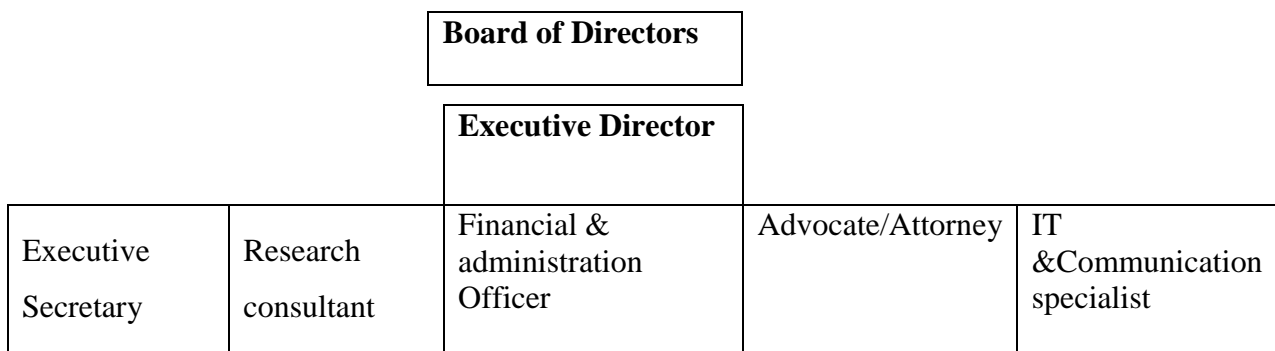 Board of Directors
Executive Director
Executive
Secretary
Research
consultant
Financial &
administration
Officer
Advocate/Attorney
IT
&Communication
specialist